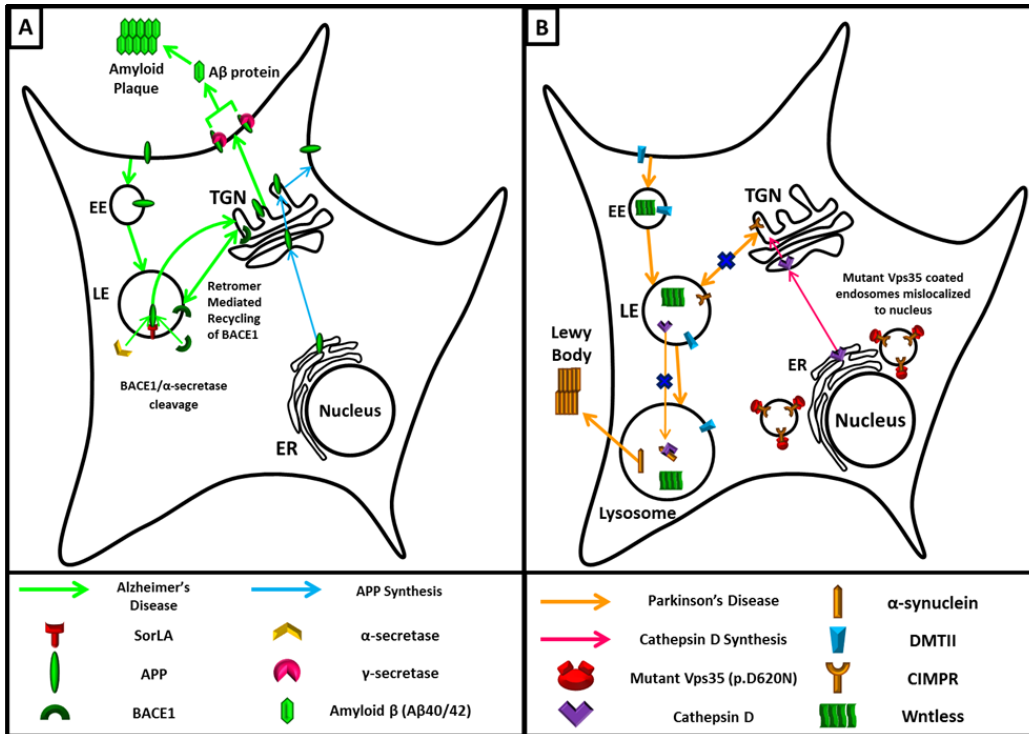 A
Amyloid
Plaque
Aβ protein
TGN
EE
LE
Retromer
Mediated
Recycling
of BACE1
BACE1/α-secretase
cleavage
Nucleus
ER
B
EE
TGN
LE
Mutant Vps35 coated
endosomes mislocalized
to nucleus
Lewy
Body
ER
Nucleus
Lysosome
Alzheimer's
Disease
APP Synthesis
SorLA
α-secretase
APP
γ-secretase
BACE1
Amyloid β (Aβ40/42)
Parkinson's Disease
α-synuclein
Cathepsin D Synthesis
DMTII
Mutant Vps35 (p.D620N)
CIMPR
Cathepsin D
Wntless